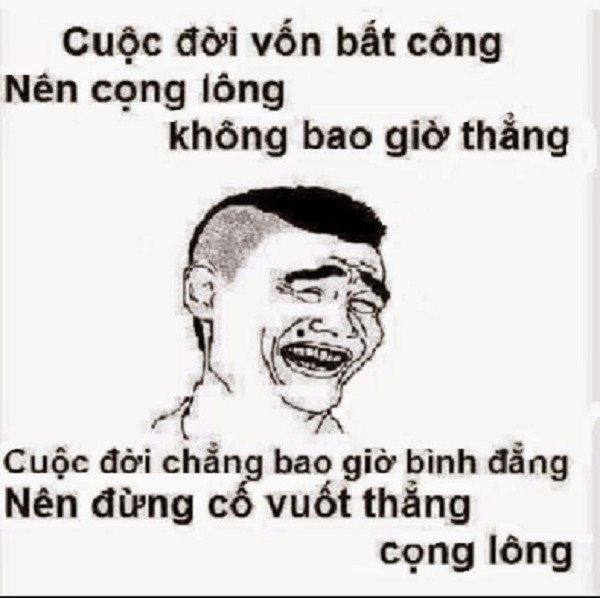 Cuộc đời vốn bất công
Nên cọng lông
không bao giờ thẳng
Cuộc đời chẳng bao giờ bình đẳng
Nên đừng cố vuốt thẳng
cọng lông